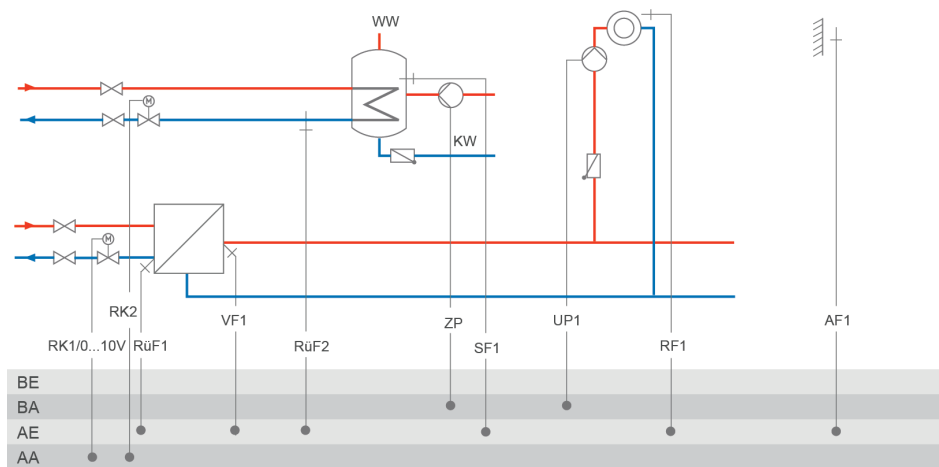 WW
M
KW
M
RK2
VF1
ZP
UP1
AF1
RK1/0...10V
RüF1
RüF2
SF1
RF1
BE
BA
AE
AA